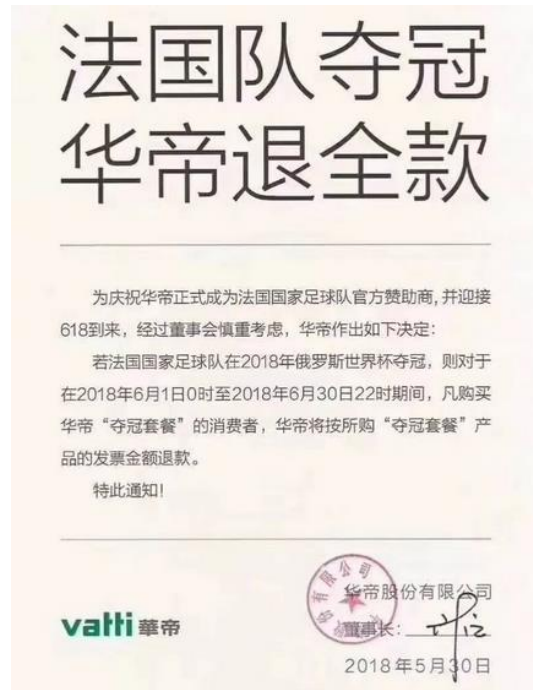 法国队夺冠
华帝退全款
为庆祝华帝正式成为法国国家足球队官方赞助商,并迎接
618到来，经过董事会慎重考虑，华帝作出如下决定：
若法国国家足球队在2018年俄罗斯世界杯夺冠，则对于
在2018年6月1日0时至2018年6月30日22时期间，凡购买
华帝“夺冠套餐”的消费者，华帝将按所购“夺冠套餐”产
品的发票金额退款。
特此通知！
华帝股份有限公司
vatti 華帝
董事长：
2018年5月30日
份有限公司